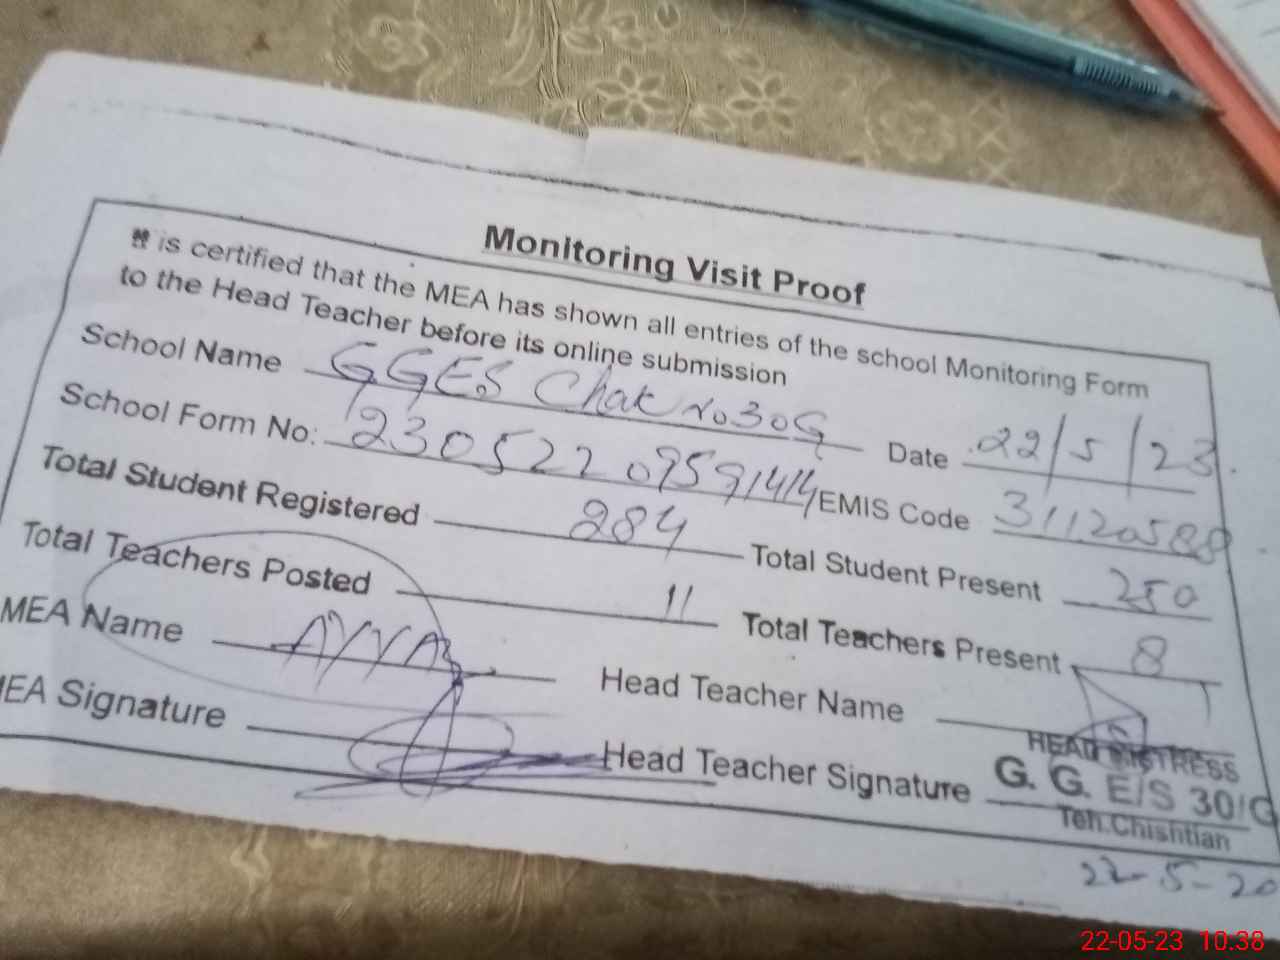 Monitoring Visit Proof
It is certified that the MEA has shown all entries of the school Monitoring Form
to the Head Teacher before its online submission
School Name GGES Chak No 30G Date 22/5/23
School Form No: 23052209591414 EMIS Code 31120588
Total Student Registered 284 Total Student Present 250
Total Teachers Posted 11 Total Teachers Present 8
MEA Name AYYAZ Head Teacher Name
MEA Signature Head Teacher Signature
HEAD MISTRESS
G. G. E/S 30/G
Teh.Chishtian
22-5-20
22-05-23 10:38